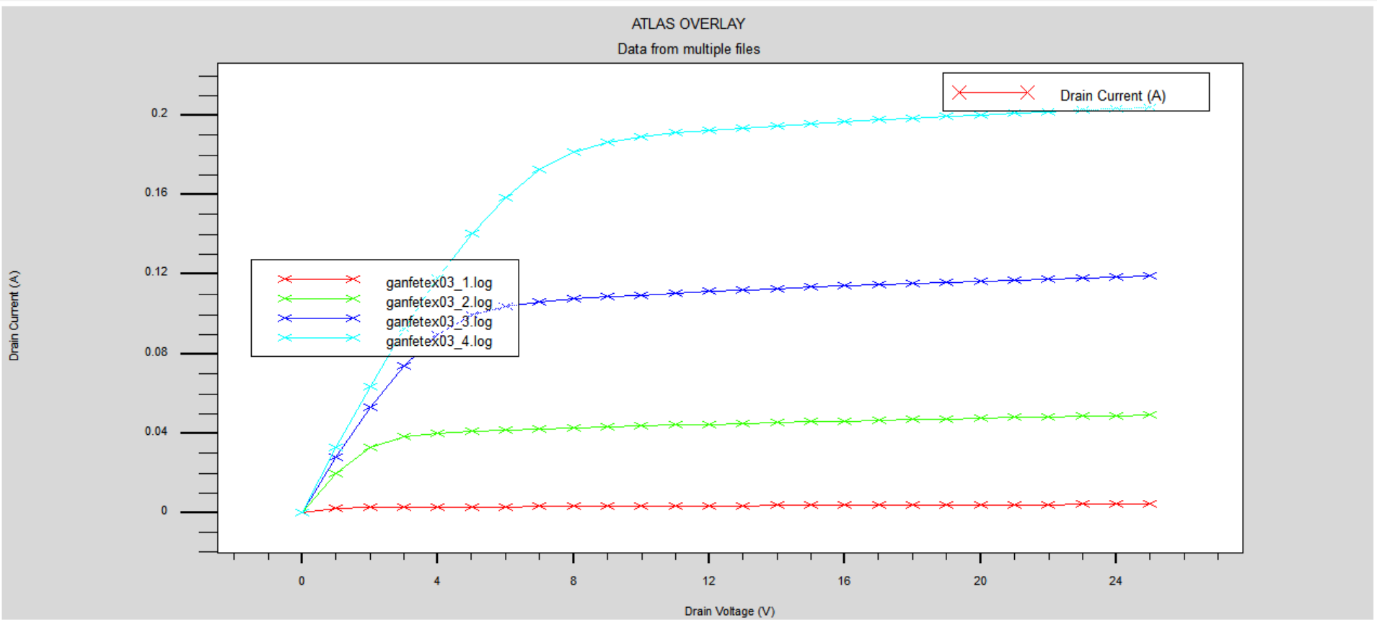 ATLAS OVERLAY
Data from multiple files
Drain Current (A)
0.2
0.16
0.12
0.08
0.04
0
Drain Current (A)
ganfetex03_1.log
ganfetex03_2.log
ganfetex03_3.log
ganfetex03_4.log
0 4 8 12 16 20 24
Drain Voltage (V)